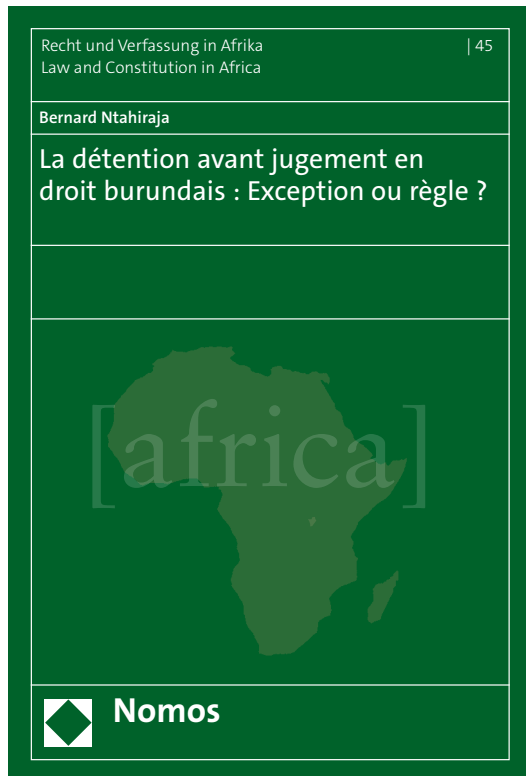 Recht und Verfassung in Afrika | 45
Law and Constitution in Africa
Bernard Ntahiraja
La détention avant jugement en
droit burundais : Exception ou règle ?
[africa]
Nomos